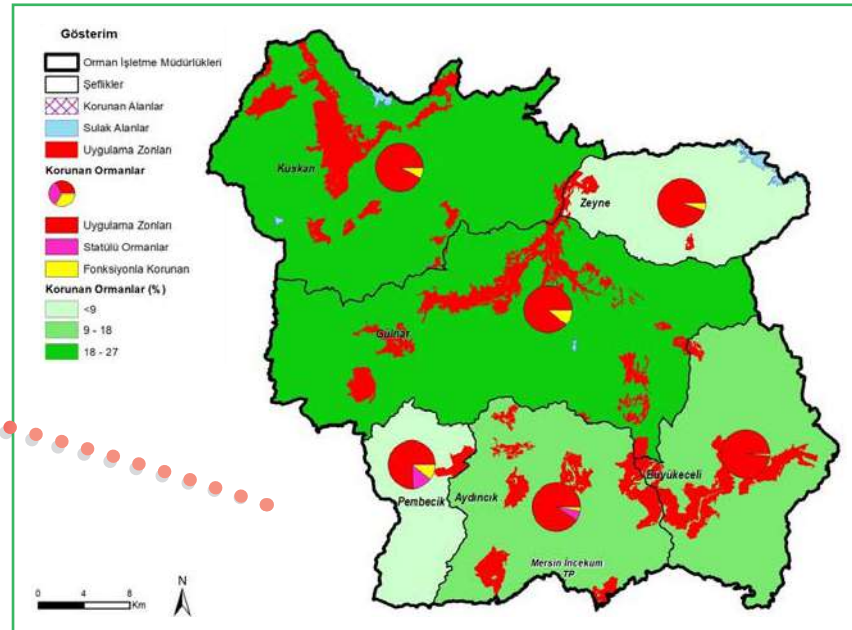 Gösterim
Orman İşletme Müdürlükleri
Şeflikler
Korunan Alanlar
Sulak Alanlar
Uygulama Zonları
Korunan Ormanlar
Uygulama Zonları
Statülü Ormanlar
Fonksiyonla Korunan
Korunan Ormanlar (%)
<9
9 - 18
18 - 27
Kuskan
Zeyne
Gülnar
Pembecik
Aydıncık
Büyükeceli
Mersin İncekum
TP
0 4 8
Km
N